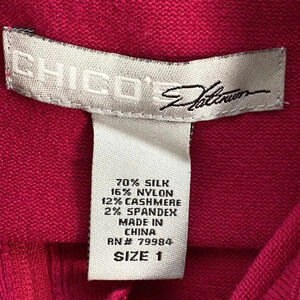 CHICO'S Platinum
70% SILK
16% NYLON
12% CASHMERE
2% SPANDEX
MADE IN
CHINA
RN# 79984
SIZE 1